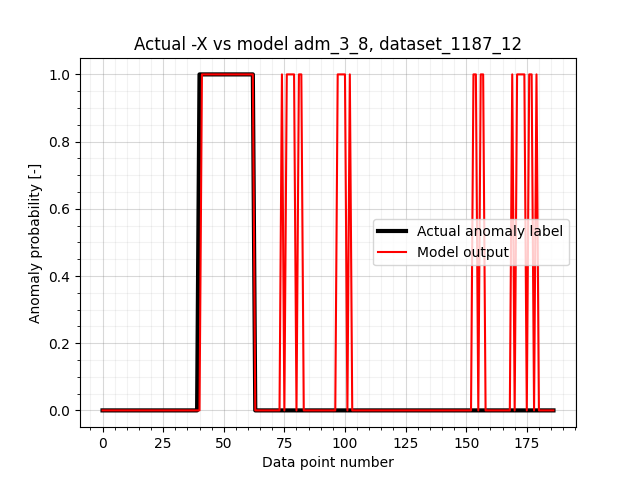 Actual -X vs model adm_3_8, dataset_1187_12
Anomaly probability [-]
1.0
0.8
0.6
0.4
0.2
0.0
Actual anomaly label
Model output
0 25 50 75 100 125 150 175
Data point number